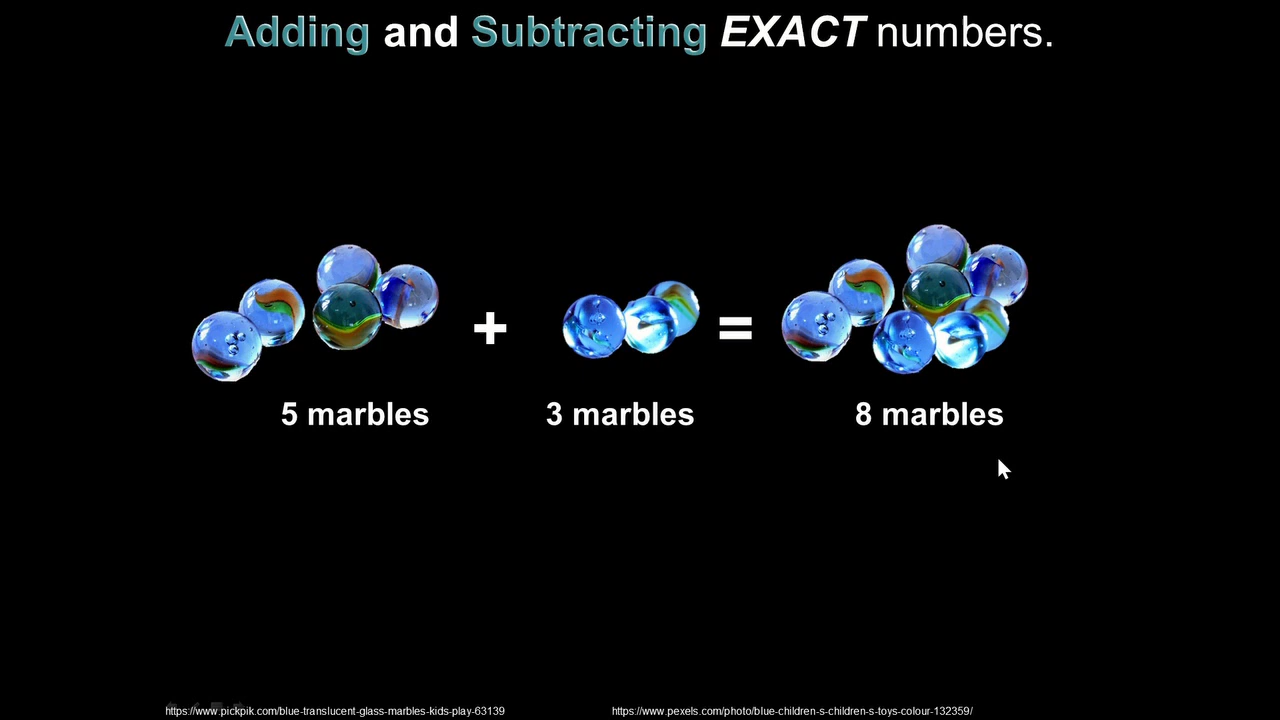 Adding and Subtracting EXACT numbers.
+ =
5 marbles 3 marbles 8 marbles
https://www.pickpik.com/blue-translucent-glass-marbles-kids-play-63139 https://www.pexels.com/photo/blue-children-s-children-s-toys-colour-132359/